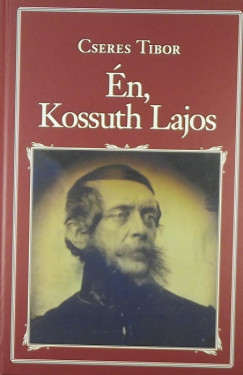 CSERES TIBOR
Én,
Kossuth Lajos